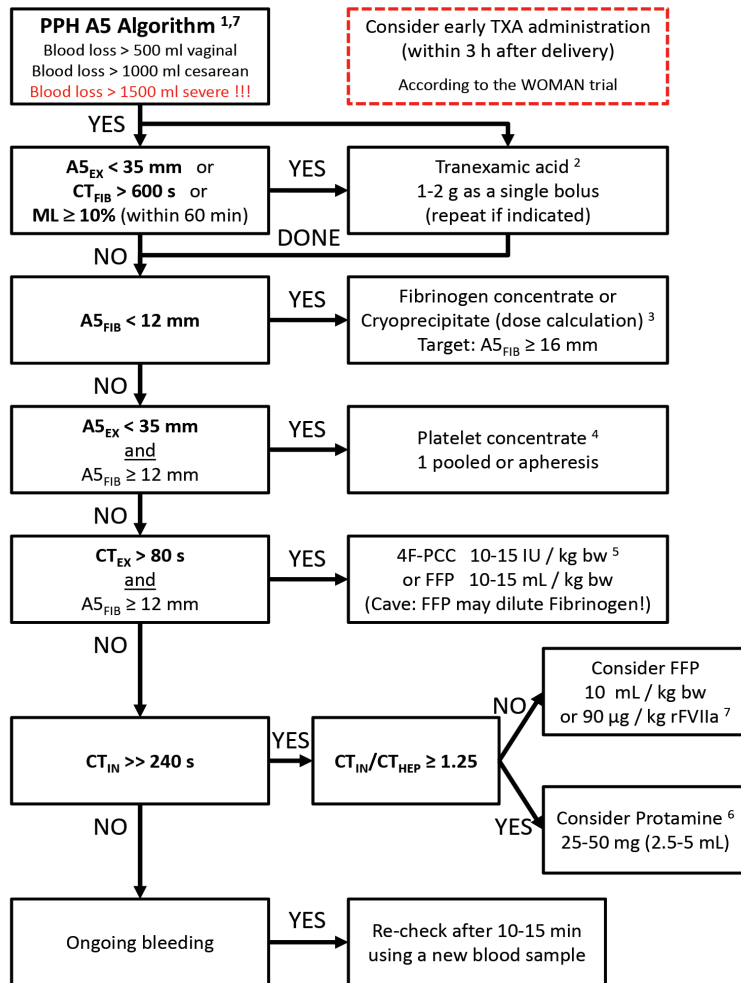 PPH A5 Algorithm 1,7
Blood loss > 500 ml vaginal
Blood loss > 1000 ml cesarean
Blood loss > 1500 ml severe !!!
Consider early TXA administration
(within 3 h after delivery)
According to the WOMAN trial
YES
A5EX < 35 mm or
CTFIB > 600 s or
ML ≥ 10% (within 60 min)
YES
Tranexamic acid 2
1-2 g as a single bolus
(repeat if indicated)
DONE
NO
A5FIB < 12 mm
YES
Fibrinogen concentrate or
Cryoprecipitate (dose calculation) 3
Target: A5FIB ≥ 16 mm
NO
A5EX < 35 mm
and
A5FIB ≥ 12 mm
YES
Platelet concentrate 4
1 pooled or apheresis
NO
CTEX > 80 s
and
A5FIB ≥ 12 mm
YES
4F-PCC 10-15 IU / kg bw 5
or FFP 10-15 mL / kg bw
(Cave: FFP may dilute Fibrinogen!)
NO
CTIN >> 240 s
YES
CTIN/CTHEP ≥ 1.25
NO
Consider FFP
10 mL / kg bw
or 90 µg / kg rFVIIa 7
YES
Consider Protamine 6
25-50 mg (2.5-5 mL)
NO
Ongoing bleeding
YES
Re-check after 10-15 min
using a new blood sample